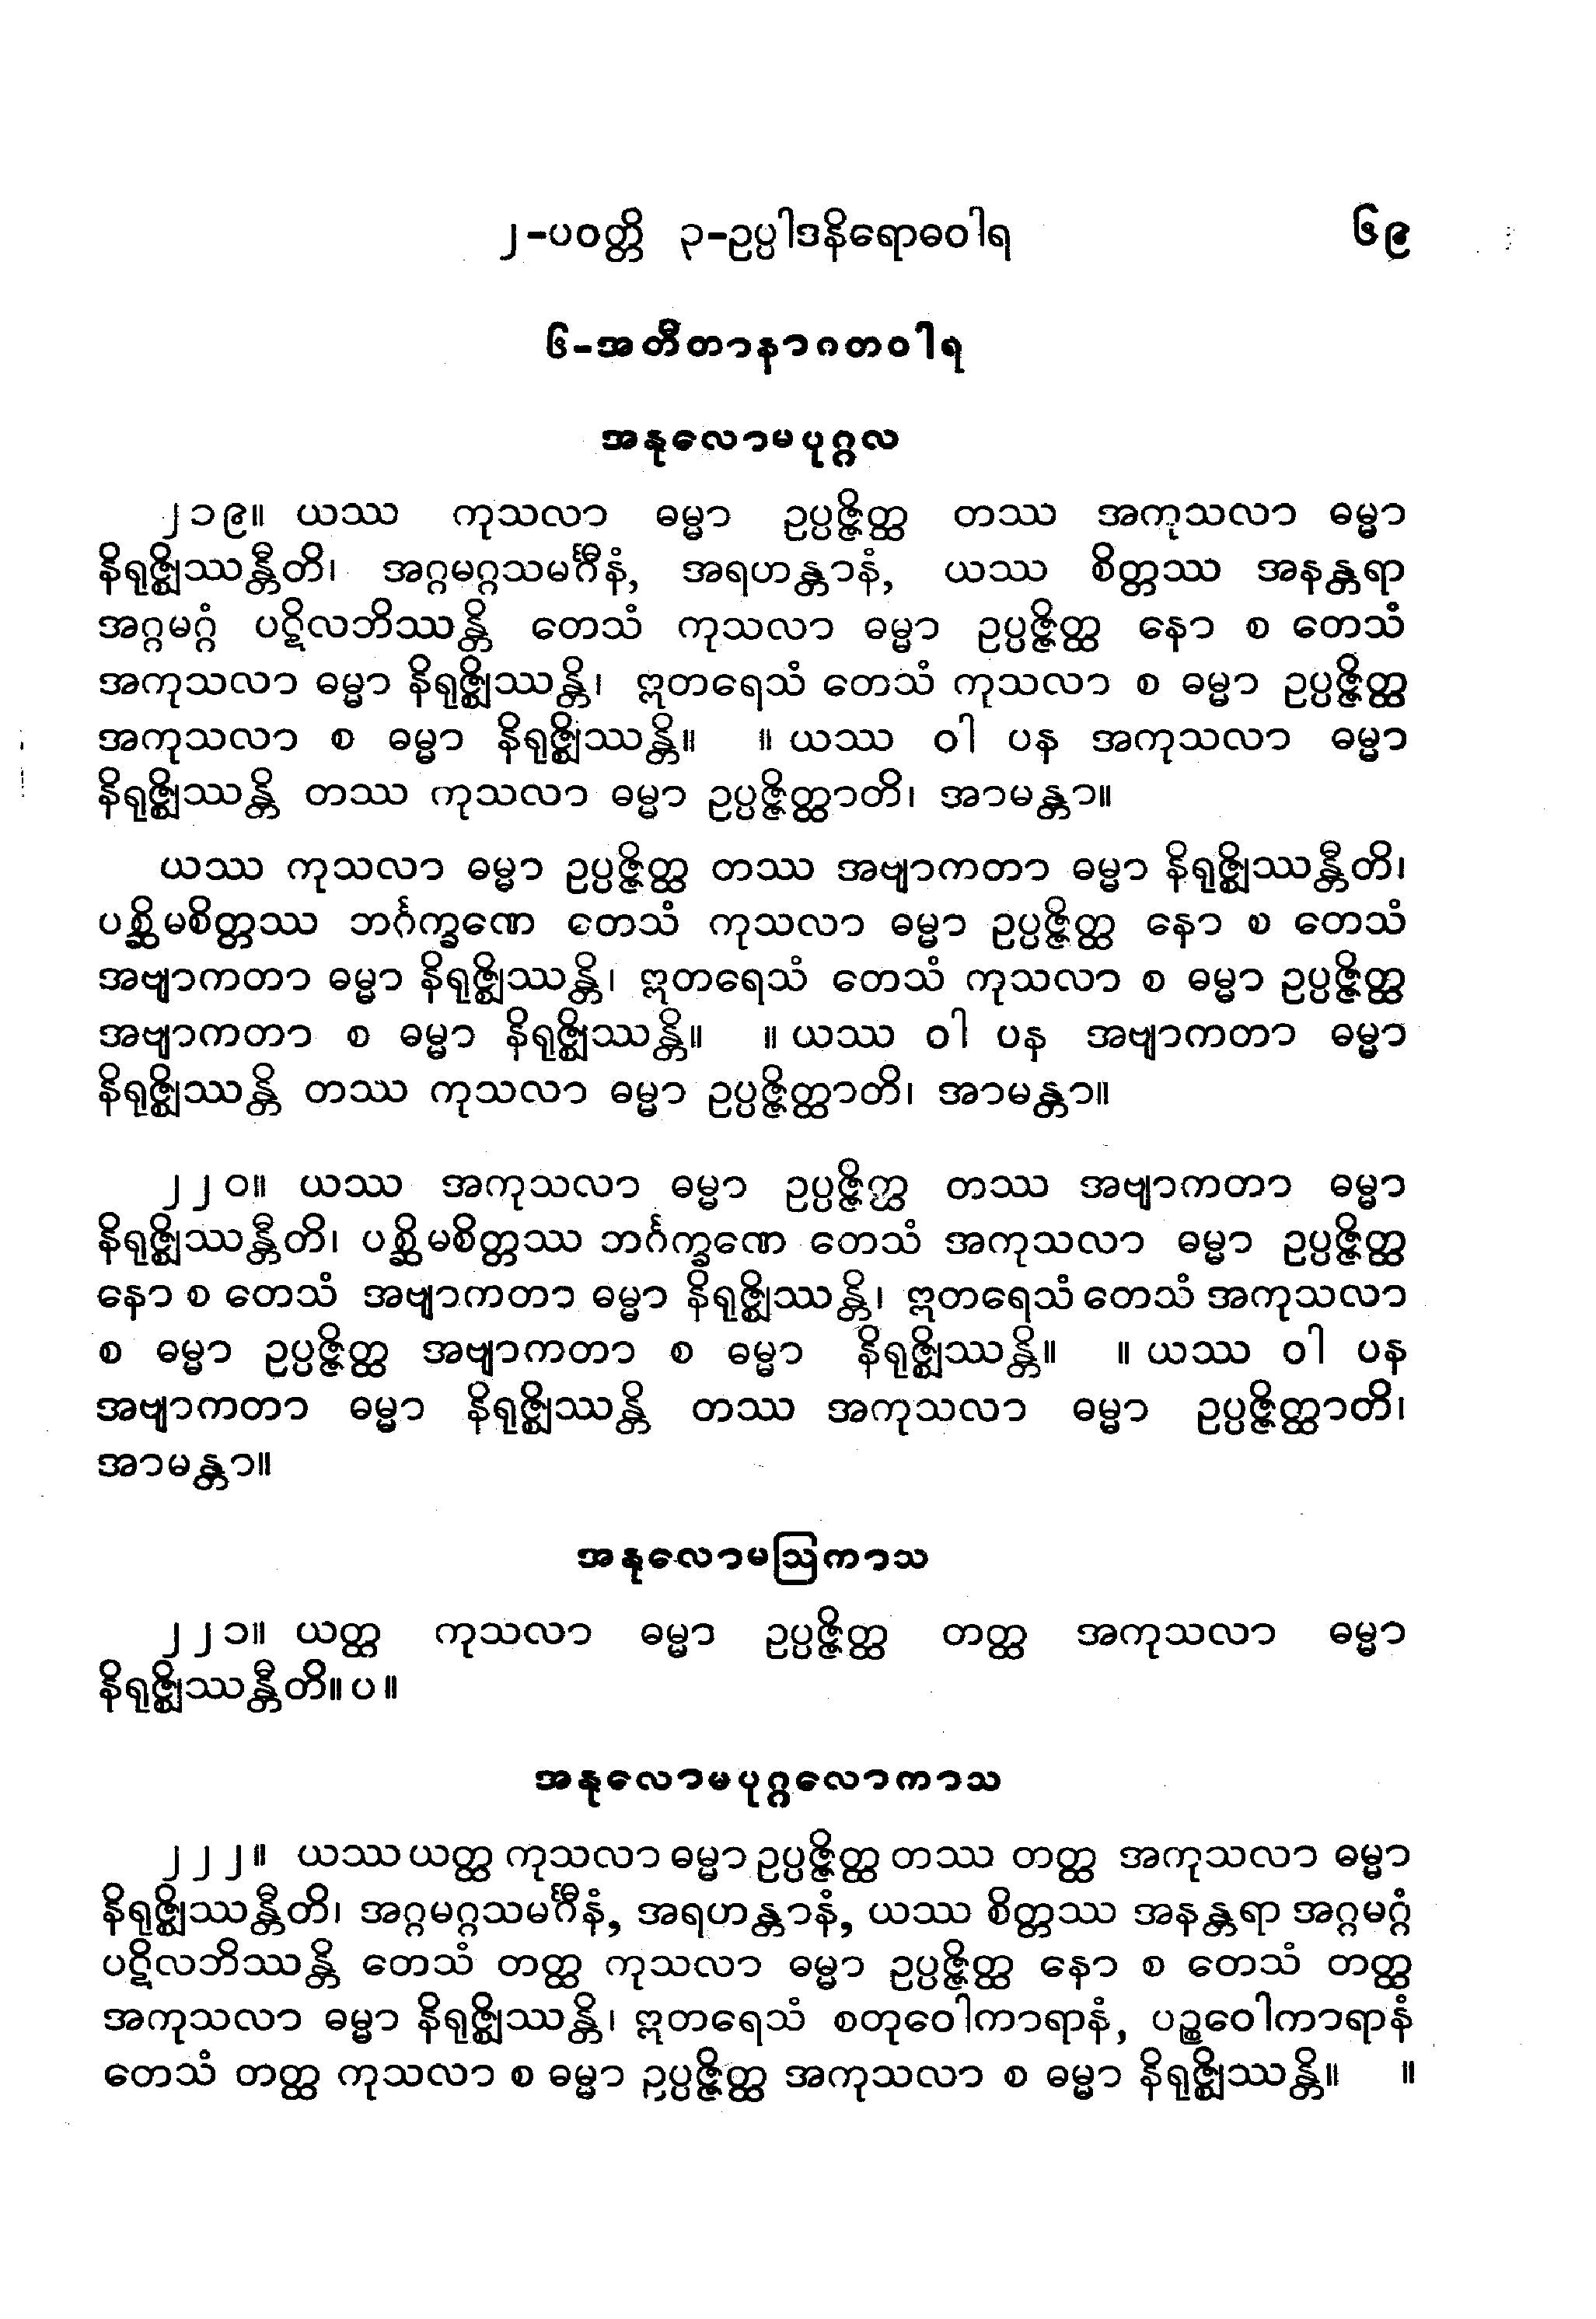 ၂-ပဝတ္တိ ၃-ဥပ္ပါဒနိရောဓဝါရ ၆၉
၆-အတီတာနာဂတဝါရ
အနုလောမပုဂ္ဂလ
၂၁၉။ ယဿ ကုသလာ ဓမ္မာ ဥပ္ပဇ္ဇိတ္ထ တဿ အကုသလာ ဓမ္မာ
နိရုဇ္ဈိဿန္တီတိ၊ အဂ္ဂမဂ္ဂသမင်္ဂီနံ, အရဟန္တာနံ, ယဿ စိတ္တဿ အနန္တရာ
အဂ္ဂမဂ္ဂံ ပဋိလဘိဿန္တိ တေသံ ကုသလာ ဓမ္မာ ဥပ္ပဇ္ဇိတ္ထ နော စ တေသံ
အကုသလာ ဓမ္မာ နိရုဇ္ဈိဿန္တိ၊ ဣတရေသံ တေသံ ကုသလာ စ ဓမ္မာ ဥပ္ပဇ္ဇိတ္ထ
အကုသလာ စ ဓမ္မာ နိရုဇ္ဈိဿန္တိ။ ။ ယဿ ဝါ ပန အကုသလာ ဓမ္မာ
နိရုဇ္ဈိဿန္တိ တဿ ကုသလာ ဓမ္မာ ဥပ္ပဇ္ဇိတ္ထာတိ၊ အာမန္တာ။
ယဿ ကုသလာ ဓမ္မာ ဥပ္ပဇ္ဇိတ္ထ တဿ အဗျာကတာ ဓမ္မာ နိရုဇ္ဈိဿန္တီတိ၊
ပစ္ဆိမစိတ္တဿ ဘင်္ဂက္ခဏေ တေသံ ကုသလာ ဓမ္မာ ဥပ္ပဇ္ဇိတ္ထ နော စ တေသံ
အဗျာကတာ ဓမ္မာ နိရုဇ္ဈိဿန္တိ၊ ဣတရေသံ တေသံ ကုသလာ စ ဓမ္မာ ဥပ္ပဇ္ဇိတ္ထ
အဗျာကတာ စ ဓမ္မာ နိရုဇ္ဈိဿန္တိ။ ။ ယဿ ဝါ ပန အဗျာကတာ ဓမ္မာ
နိရုဇ္ဈိဿန္တိ တဿ ကုသလာ ဓမ္မာ ဥပ္ပဇ္ဇိတ္ထာတိ၊ အာမန္တာ။
၂၂၀။ ယဿ အကုသလာ ဓမ္မာ ဥပ္ပဇ္ဇိတ္ထ တဿ အဗျာကတာ ဓမ္မာ
နိရုဇ္ဈိဿန္တီတိ၊ ပစ္ဆိမစိတ္တဿ ဘင်္ဂက္ခဏေ တေသံ အကုသလာ ဓမ္မာ ဥပ္ပဇ္ဇိတ္ထ
နော စ တေသံ အဗျာကတာ ဓမ္မာ နိရုဇ္ဈိဿန္တိ၊ ဣတရေသံ တေသံ အကုသလာ
စ ဓမ္မာ ဥပ္ပဇ္ဇိတ္ထ အဗျာကတာ စ ဓမ္မာ နိရုဇ္ဈိဿန္တိ။ ။ ယဿ ဝါ ပန
အဗျာကတာ ဓမ္မာ နိရုဇ္ဈိဿန္တိ တဿ အကုသလာ ဓမ္မာ ဥပ္ပဇ္ဇိတ္ထာတိ၊
အာမန္တာ။
အနုလောမဩကာသ
၂၂၁။ ယတ္ထ ကုသလာ ဓမ္မာ ဥပ္ပဇ္ဇိတ္ထ တတ္ထ အကုသလာ ဓမ္မာ
နိရုဇ္ဈိဿန္တီတိ။ပ။
အနုလောမပုဂ္ဂလောကာသ
၂၂၂။ ယဿ ယတ္ထ ကုသလာ ဓမ္မာ ဥပ္ပဇ္ဇိတ္ထ တဿ တတ္ထ အကုသလာ ဓမ္မာ
နိရုဇ္ဈိဿန္တီတိ၊ အဂ္ဂမဂ္ဂသမင်္ဂီနံ, အရဟန္တာနံ, ယဿ စိတ္တဿ အနန္တရာ အဂ္ဂမဂ္ဂံ
ပဋိလဘိဿန္တိ တေသံ တတ္ထ ကုသလာ ဓမ္မာ ဥပ္ပဇ္ဇိတ္ထ နော စ တေသံ တတ္ထ
အကုသလာ ဓမ္မာ နိရုဇ္ဈိဿန္တိ၊ ဣတရေသံ စတုဝေါကာရာနံ, ပဉ္စဝေါကာရာနံ
တေသံ တတ္ထ ကုသလာ စ ဓမ္မာ ဥပ္ပဇ္ဇိတ္ထ အကုသလာ စ ဓမ္မာ နိရုဇ္ဈိဿန္တိ။ ။